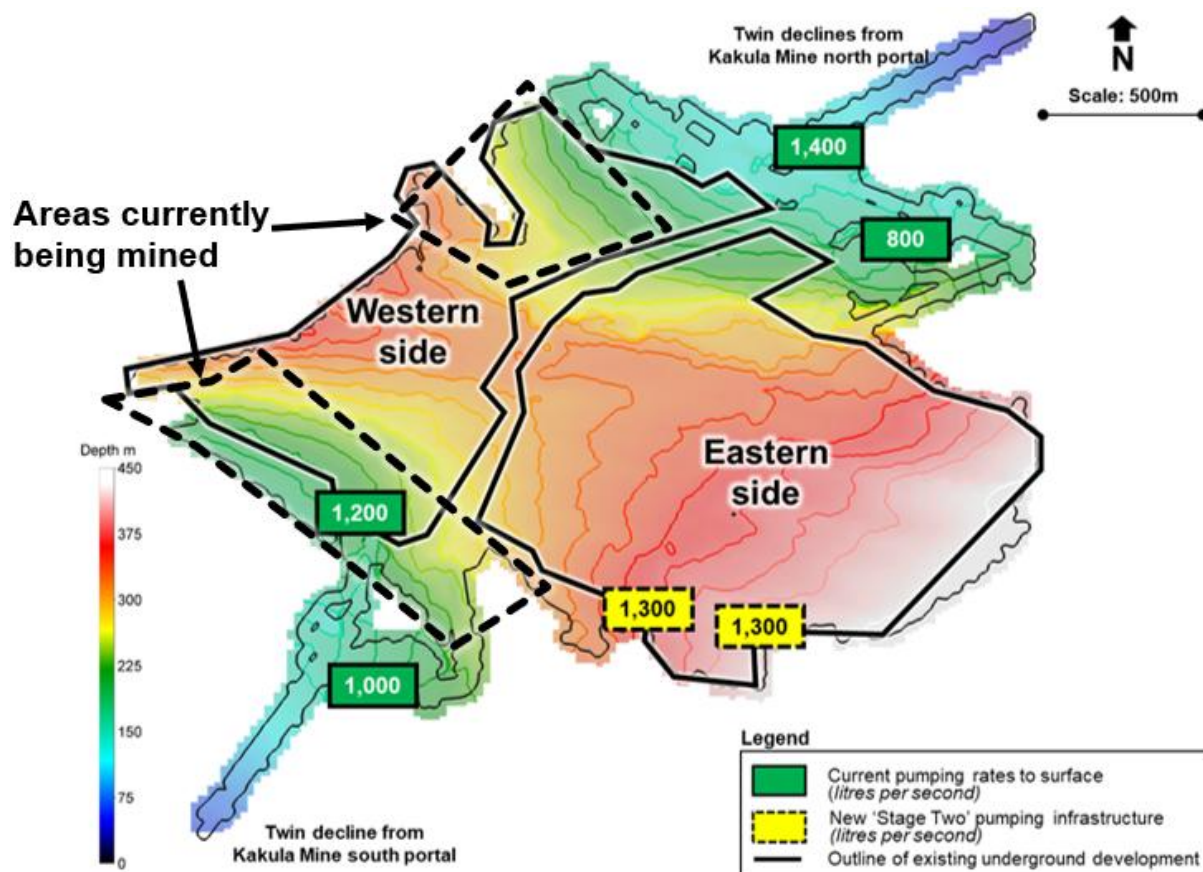 Twin declines from
Kakula Mine north portal
N
Scale: 500m
1,400
Areas currently
being mined
800
Western
side
Eastern
side
Depth m
450
375
300
225
150
75
0
1,200
1,300
1,300
1,000
Twin decline from
Kakula Mine south portal
Legend
Current pumping rates to surface
(litres per second)
New ‘Stage Two’ pumping infrastructure
(litres per second)
Outline of existing underground development